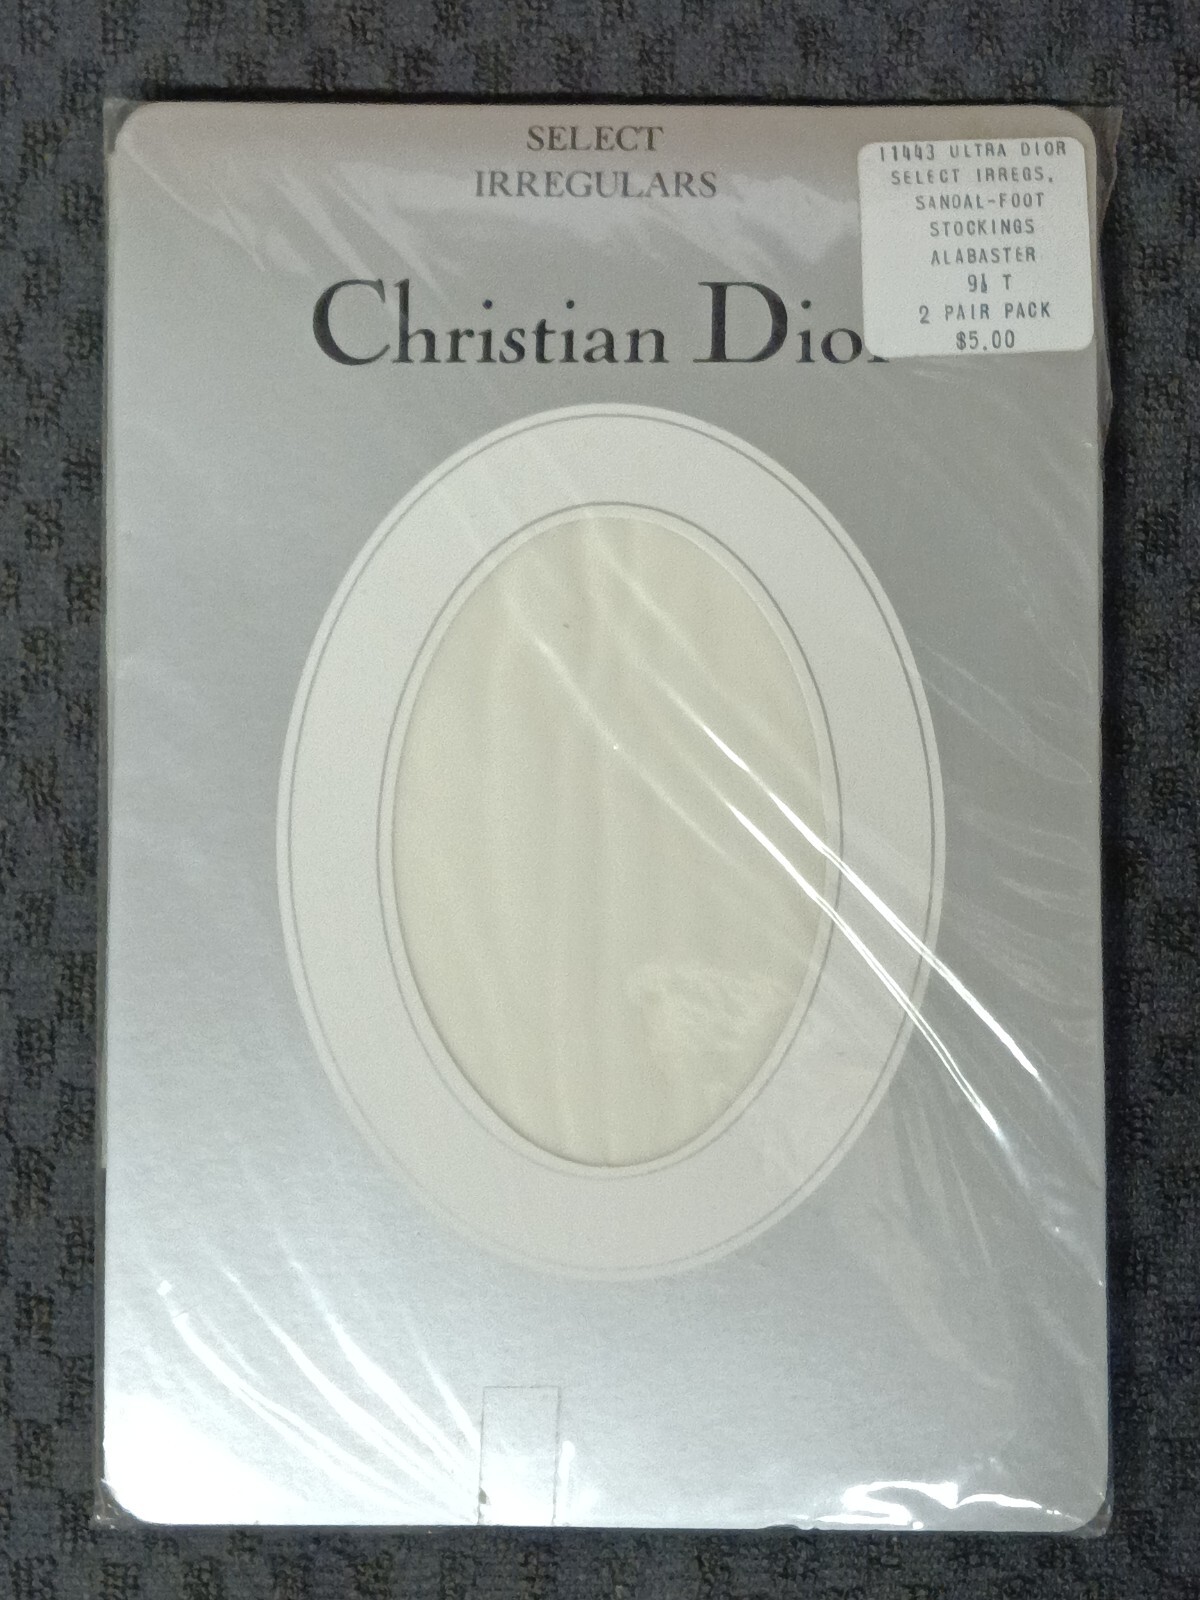 SELECT
IRREGULARS
Christian Dior
11443 ULTRA DIOR
SELECT IRREGS.
SANDAL-FOOT
STOCKINGS
ALABASTER
9½ T
2 PAIR PACK
$5.00